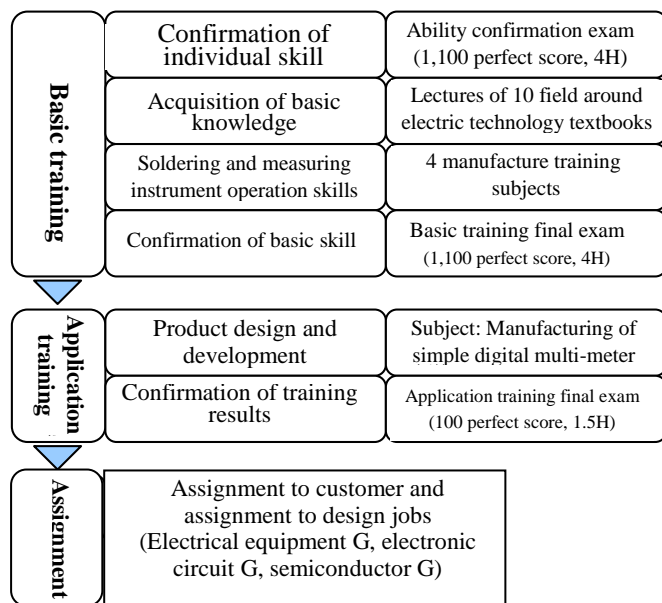 Basic training
Confirmation of
individual skill
Ability confirmation exam
(1,100 perfect score, 4H)
Acquisition of basic
knowledge
Lectures of 10 field around
electric technology textbooks
Soldering and measuring
instrument operation skills
4 manufacture training
subjects
Confirmation of basic skill
Basic training final exam
(1,100 perfect score, 4H)
Application
training
Product design and
development
Subject: Manufacturing of
simple digital multi-meter
Confirmation of training
results
Application training final exam
(100 perfect score, 1.5H)
Assignment
Assignment to customer and
assignment to design jobs
(Electrical equipment G, electronic
circuit G, semiconductor G)